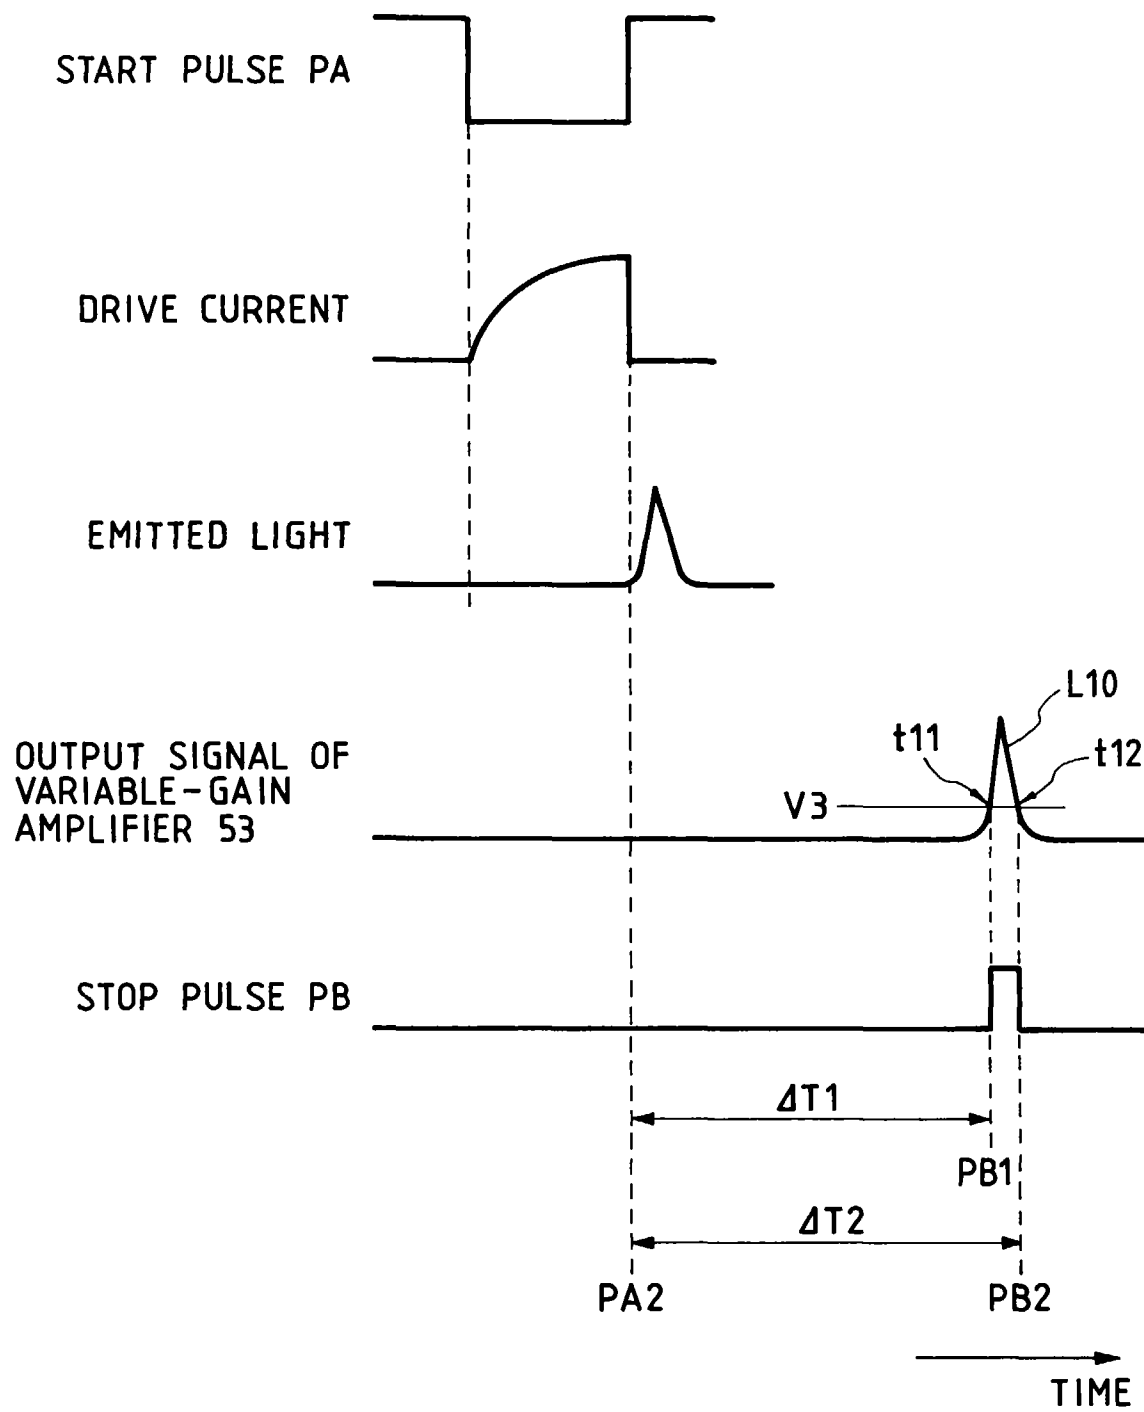 START PULSE PA
DRIVE CURRENT
EMITTED LIGHT
L10
t11
t12
OUTPUT SIGNAL OF
VARIABLE-GAIN
AMPLIFIER 53
V3
STOP PULSE PB
ΔT1
PB1
ΔT2
PA2
PB2
TIME